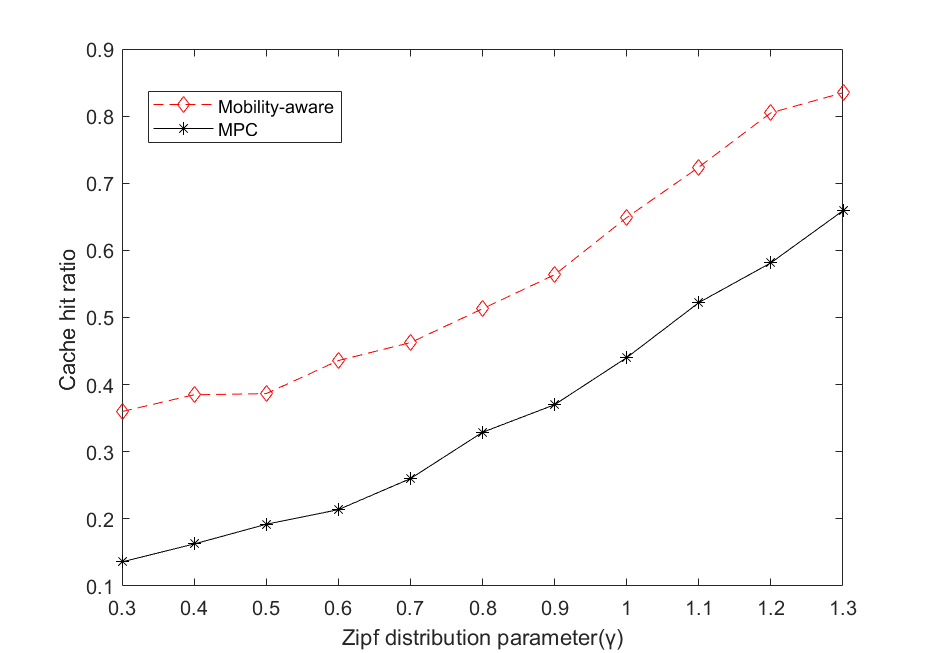 0.9
0.8
0.7
0.6
0.5
0.4
0.3
0.2
0.1
Cache hit ratio
Mobility-aware
MPC
0.3 0.4 0.5 0.6 0.7 0.8 0.9 1 1.1 1.2 1.3
Zipf distribution parameter(γ)